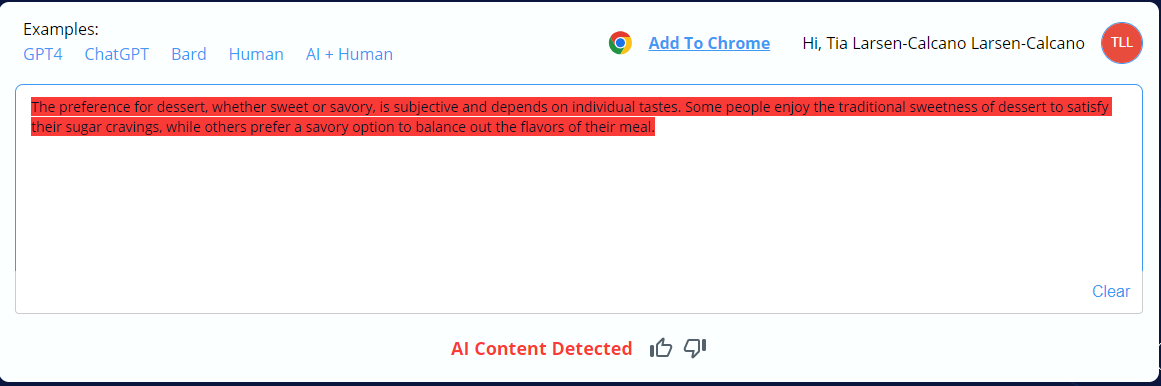 Examples:
GPT4 ChatGPT Bard Human AI + Human
Add To Chrome
Hi, Tia Larsen-Calcano Larsen-Calcano
TLL
The preference for dessert, whether sweet or savory, is subjective and depends on individual tastes. Some people enjoy the traditional sweetness of dessert to satisfy
their sugar cravings, while others prefer a savory option to balance out the flavors of their meal.
Clear
AI Content Detected